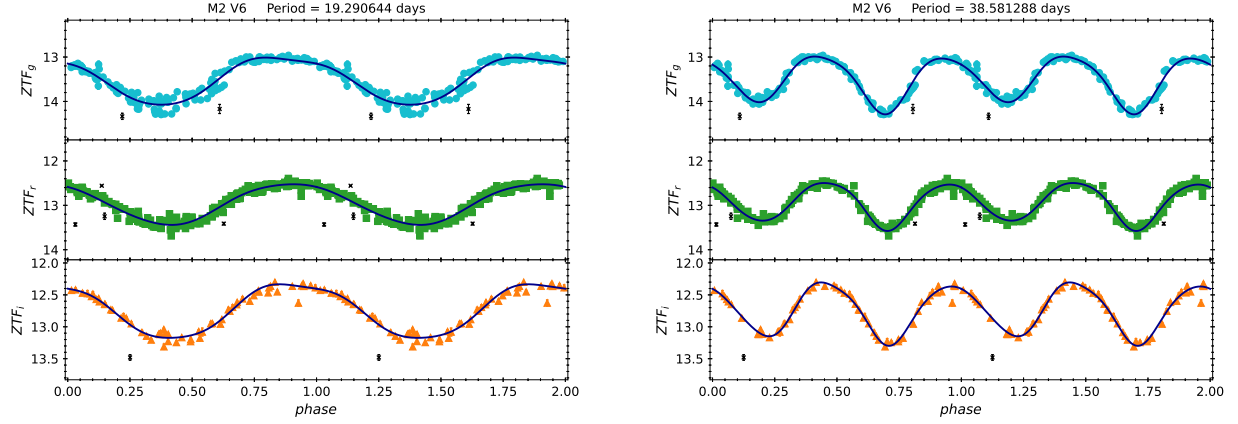 M2 V6 Period = 19.290644 days
ZTFg
13
14
ZTFr
12
13
14
ZTFi
12.0
12.5
13.0
13.5
0.00 0.25 0.50 0.75 1.00 1.25 1.50 1.75 2.00
phase
M2 V6 Period = 38.581288 days
ZTFg
13
14
ZTFr
12
13
14
ZTFi
12.0
12.5
13.0
13.5
0.00 0.25 0.50 0.75 1.00 1.25 1.50 1.75 2.00
phase